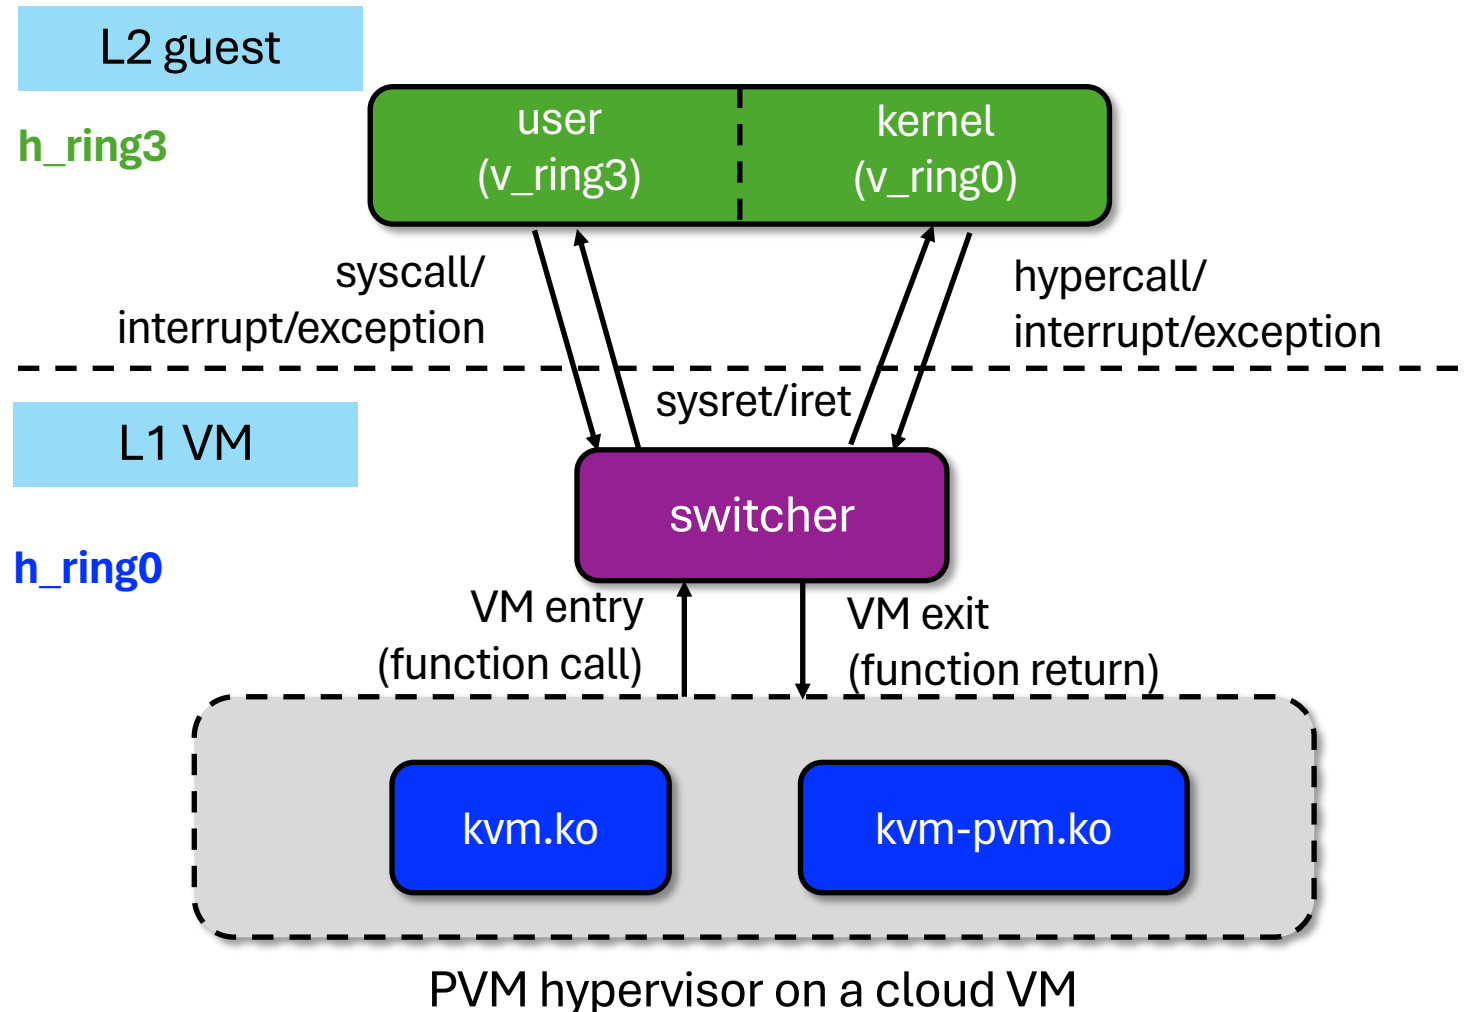 L2 guest
h_ring3
user
(v_ring3)
kernel
(v_ring0)
syscall/
interrupt/exception
hypercall/
interrupt/exception
sysret/iret
L1 VM
h_ring0
switcher
VM entry
(function call)
VM exit
(function return)
kvm.ko
kvm-pvm.ko
PVM hypervisor on a cloud VM